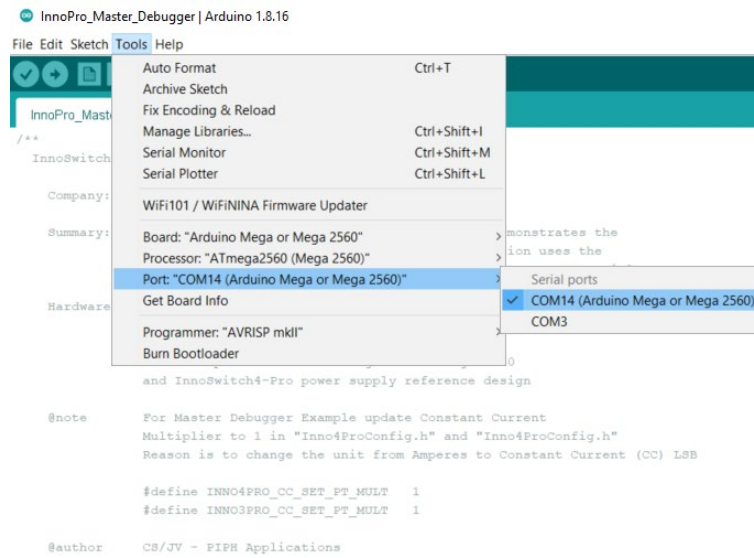 InnoPro_Master_Debugger | Arduino 1.8.16
File Edit Sketch Tools Help
Auto Format Ctrl+T
Archive Sketch
Fix Encoding & Reload
Manage Libraries... Ctrl+Shift+I
Serial Monitor Ctrl+Shift+M
Serial Plotter Ctrl+Shift+L
WiFi101 / WiFiNINA Firmware Updater
Board: "Arduino Mega or Mega 2560"
Processor: "ATmega2560 (Mega 2560)"
Port: "COM14 (Arduino Mega or Mega 2560)"
Get Board Info
Programmer: "AVRISP mkII"
Burn Bootloader
Serial ports
COM14 (Arduino Mega or Mega 2560)
COM3
InnoPro_Mast
/**
InnoSwitch
Company:
Summary: monstrates the
ion uses the
Hardware
0
and InnoSwitch4-Pro power supply reference design
@note For Master Debugger Example update Constant Current
Multiplier to 1 in "Inno4ProConfig.h" and "Inno4ProConfig.h"
Reason is to change the unit from Amperes to Constant Current (CC) LSB
#define INNO4PRO_CC_SET_PT_MULT 1
#define INNO3PRO_CC_SET_PT_MULT 1
@author CS/JV - PIPH Applications